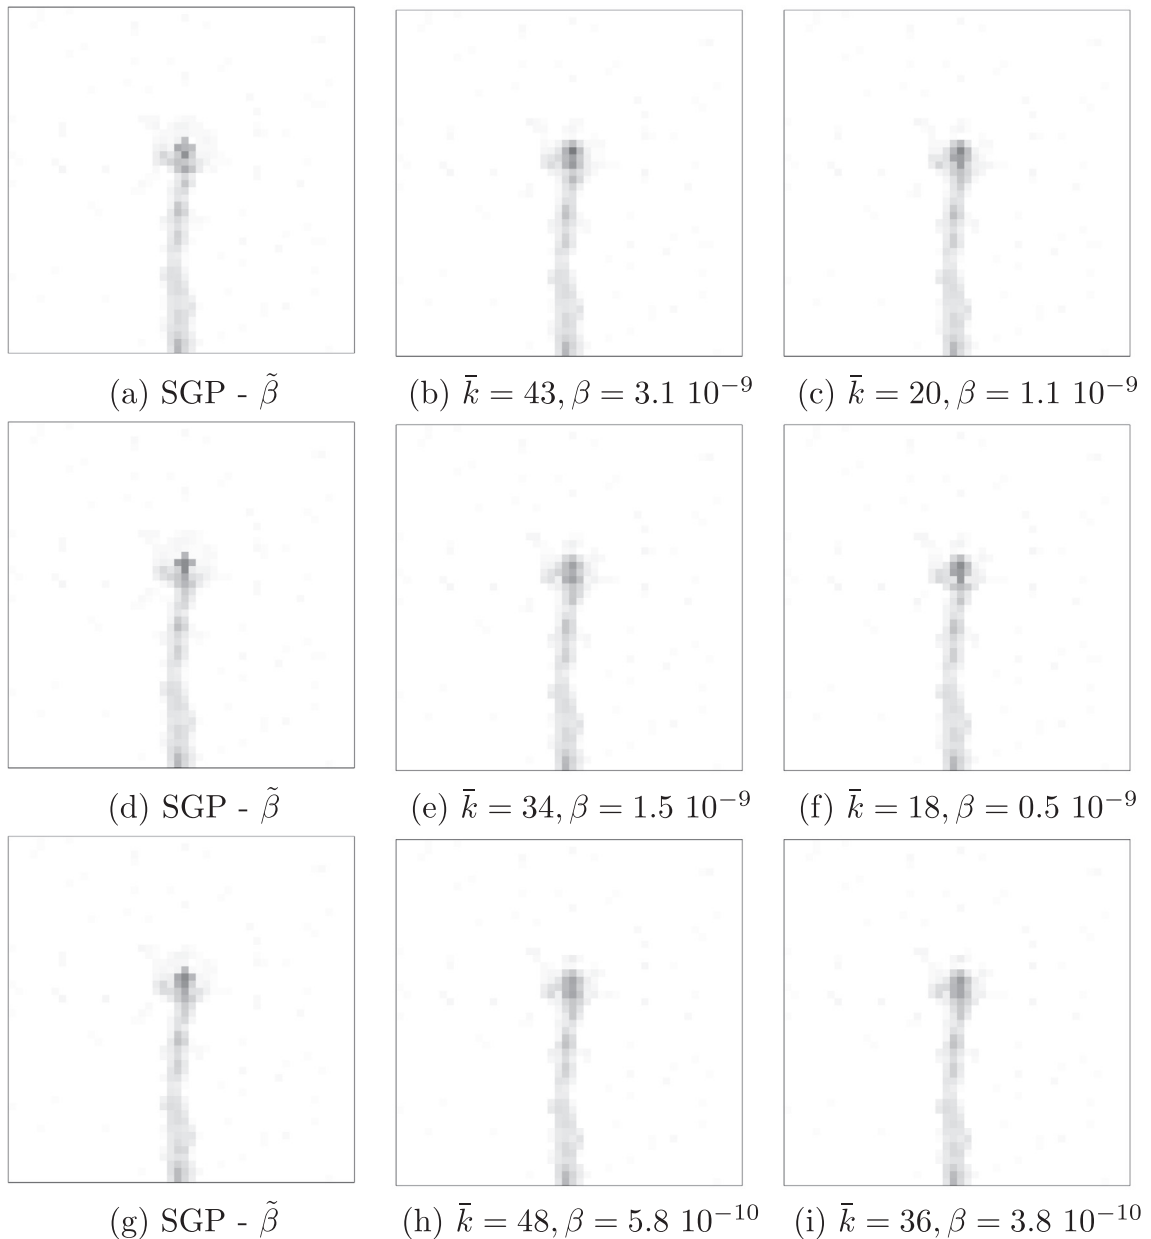 (a) SGP - β̃
(b) k̄ = 43, β = 3.1 10⁻⁹
(c) k̄ = 20, β = 1.1 10⁻⁹
(d) SGP - β̃
(e) k̄ = 34, β = 1.5 10⁻⁹
(f) k̄ = 18, β = 0.5 10⁻⁹
(g) SGP - β̃
(h) k̄ = 48, β = 5.8 10⁻¹⁰
(i) k̄ = 36, β = 3.8 10⁻¹⁰